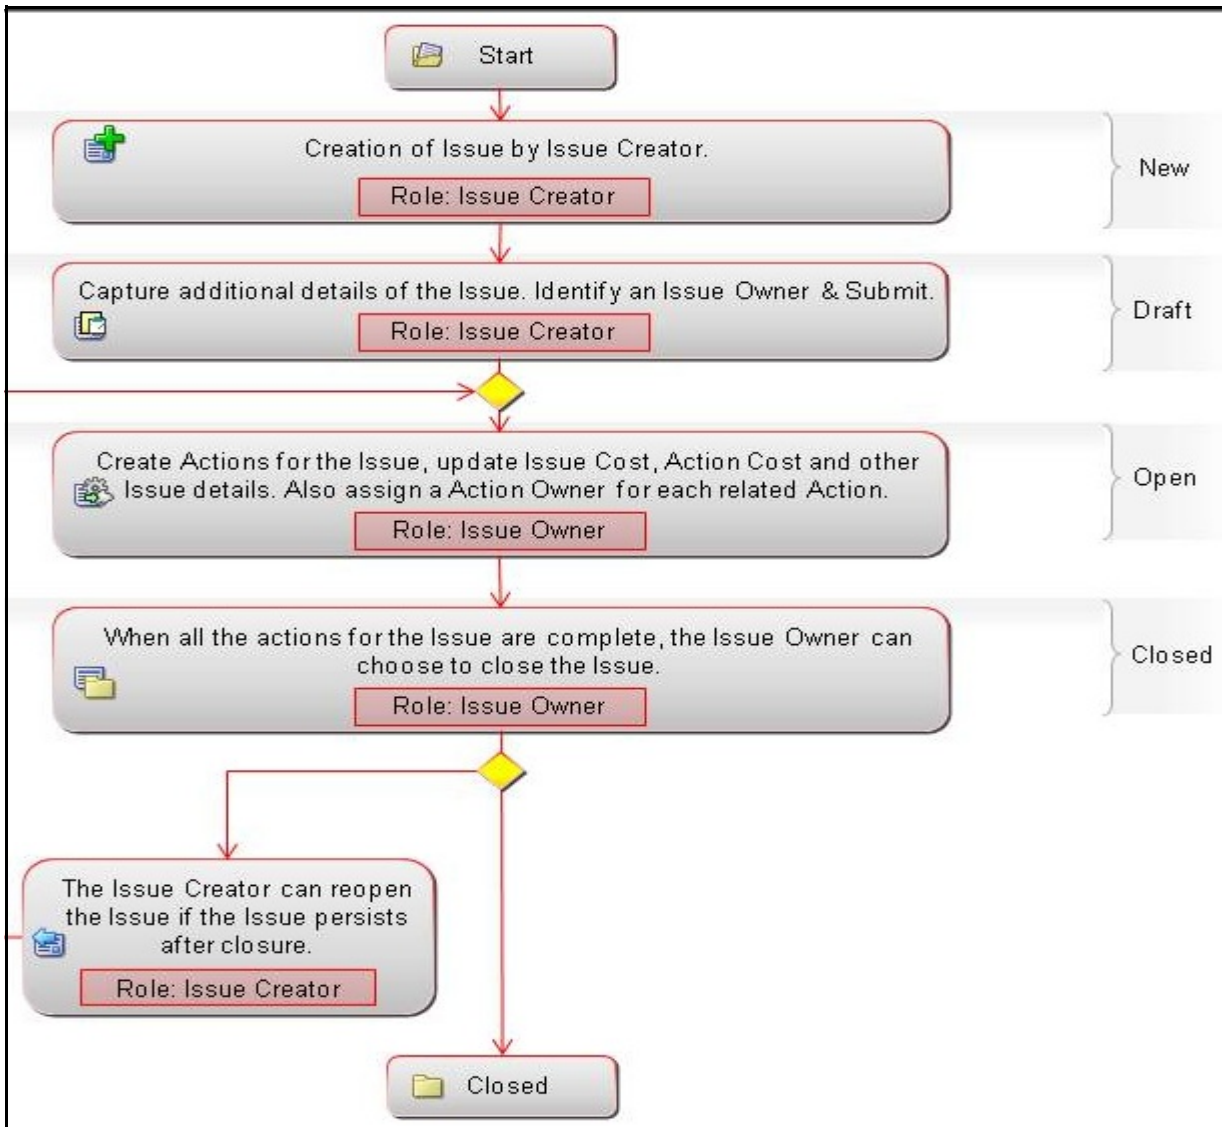 Start
Creation of Issue by Issue Creator.
Role: Issue Creator
New
Capture additional details of the Issue. Identify an Issue Owner & Submit.
Role: Issue Creator
Draft
Create Actions for the Issue, update Issue Cost, Action Cost and other
Issue details. Also assign a Action Owner for each related Action.
Role: Issue Owner
Open
When all the actions for the Issue are complete, the Issue Owner can
choose to close the Issue.
Role: Issue Owner
Closed
The Issue Creator can reopen
the Issue if the Issue persists
after closure.
Role: Issue Creator
Closed